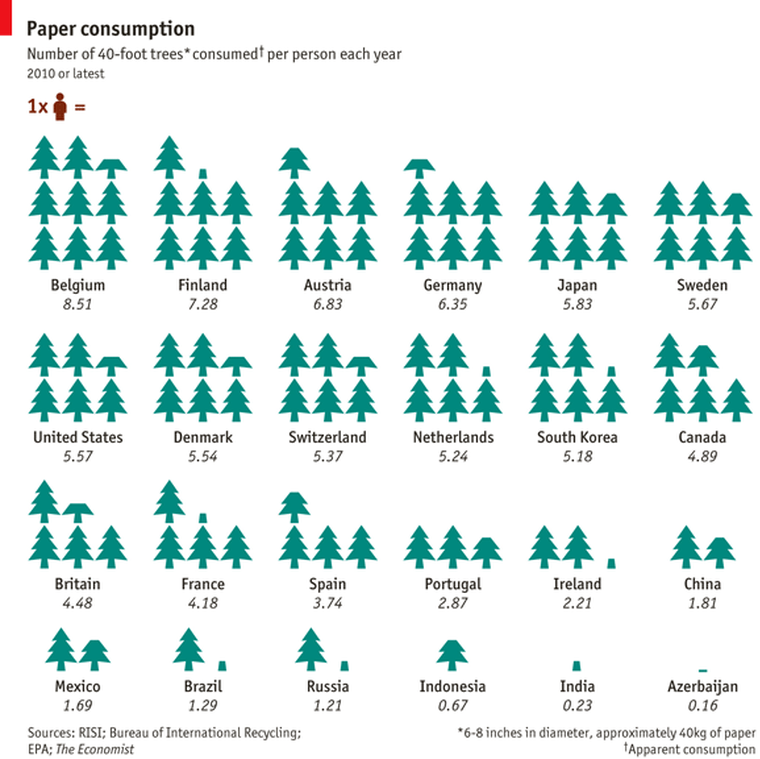 Paper consumption
Number of 40-foot trees* consumed† per person each year
2010 or latest
1x =
Belgium Finland Austria Germany Japan Sweden
8.51 7.28 6.83 6.35 5.83 5.67
United States Denmark Switzerland Netherlands South Korea Canada
5.57 5.54 5.37 5.24 5.18 4.89
Britain France Spain Portugal Ireland China
4.48 4.18 3.74 2.87 2.21 1.81
Mexico Brazil Russia Indonesia India Azerbaijan
1.69 1.29 1.21 0.67 0.23 0.16
Sources: RISI; Bureau of International Recycling;
EPA; The Economist
*6-8 inches in diameter, approximately 40kg of paper
†Apparent consumption